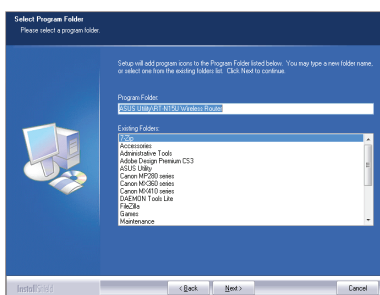 Select Program Folder
Please select a program folder.
Setup will add program icons to the Program Folder listed below. You may type a new folder name,
or select one from the existing folders list. Click Next to continue.
Program Folder:
ASUS Utility\RT-N15U Wireless Router
Existing Folders:
7-Zip
Accessories
Administrative Tools
Adobe Design Premium CS3
ASUS Utility
Canon MP280 series
Canon MX360 series
Canon MX410 series
DAEMON Tools Lite
FileZilla
Games
Maintenance
InstallShield
< Back
Next >
Cancel